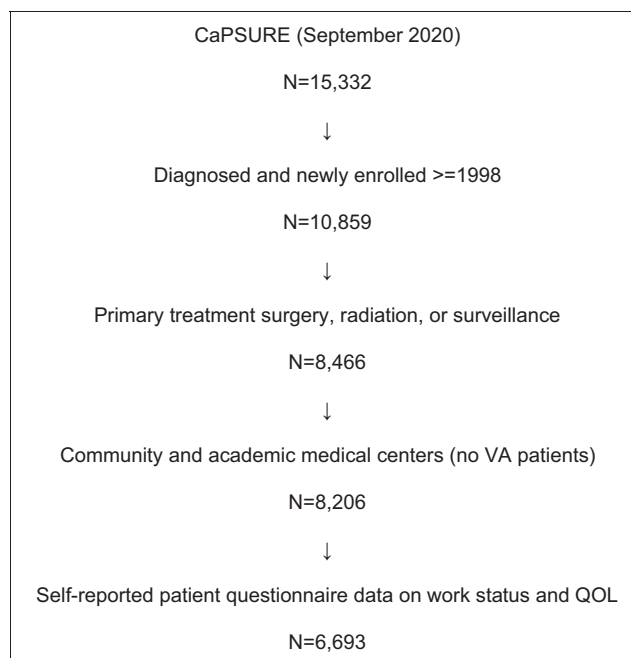 CaPSURE (September 2020)
N=15,332
↓
Diagnosed and newly enrolled >=1998
N=10,859
↓
Primary treatment surgery, radiation, or surveillance
N=8,466
↓
Community and academic medical centers (no VA patients)
N=8,206
↓
Self-reported patient questionnaire data on work status and QOL
N=6,693